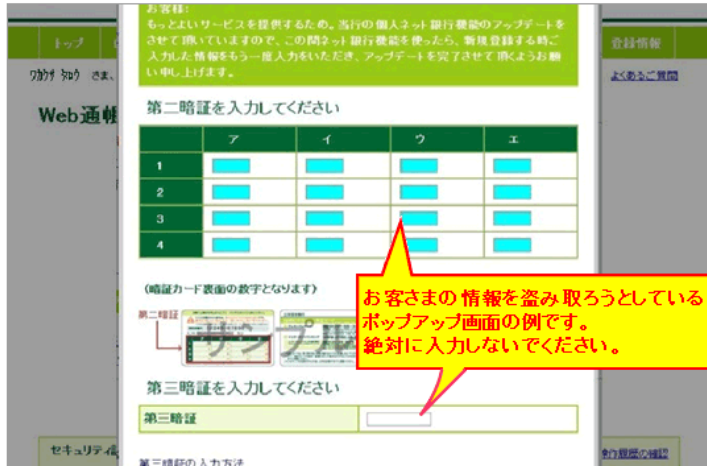 お客様:
もっとよいサービスを提供するため。当行の個人ネット銀行機能のアップデートを
させて頂いていますので、この間ネット銀行機能を使ったら、新規登録する時ご
入力した情報をもう一度入力をいただき、アップデートを完了させて頂くようお願
い申し上げます。
トップ
登録情報
さま、
よくあるご質問
Web通帳
第二暗証を入力してください
ア イ ウ エ
1
2
3
4
(暗証カード裏面の数字となります)
第二暗証
サンプル
お客さまの情報を盗み取ろうとしている
ポップアップ画面の例です。
絶対に入力しないでください。
第三暗証を入力してください
第三暗証
セキュリティ
操作履歴の確認
第三暗証の入力方法